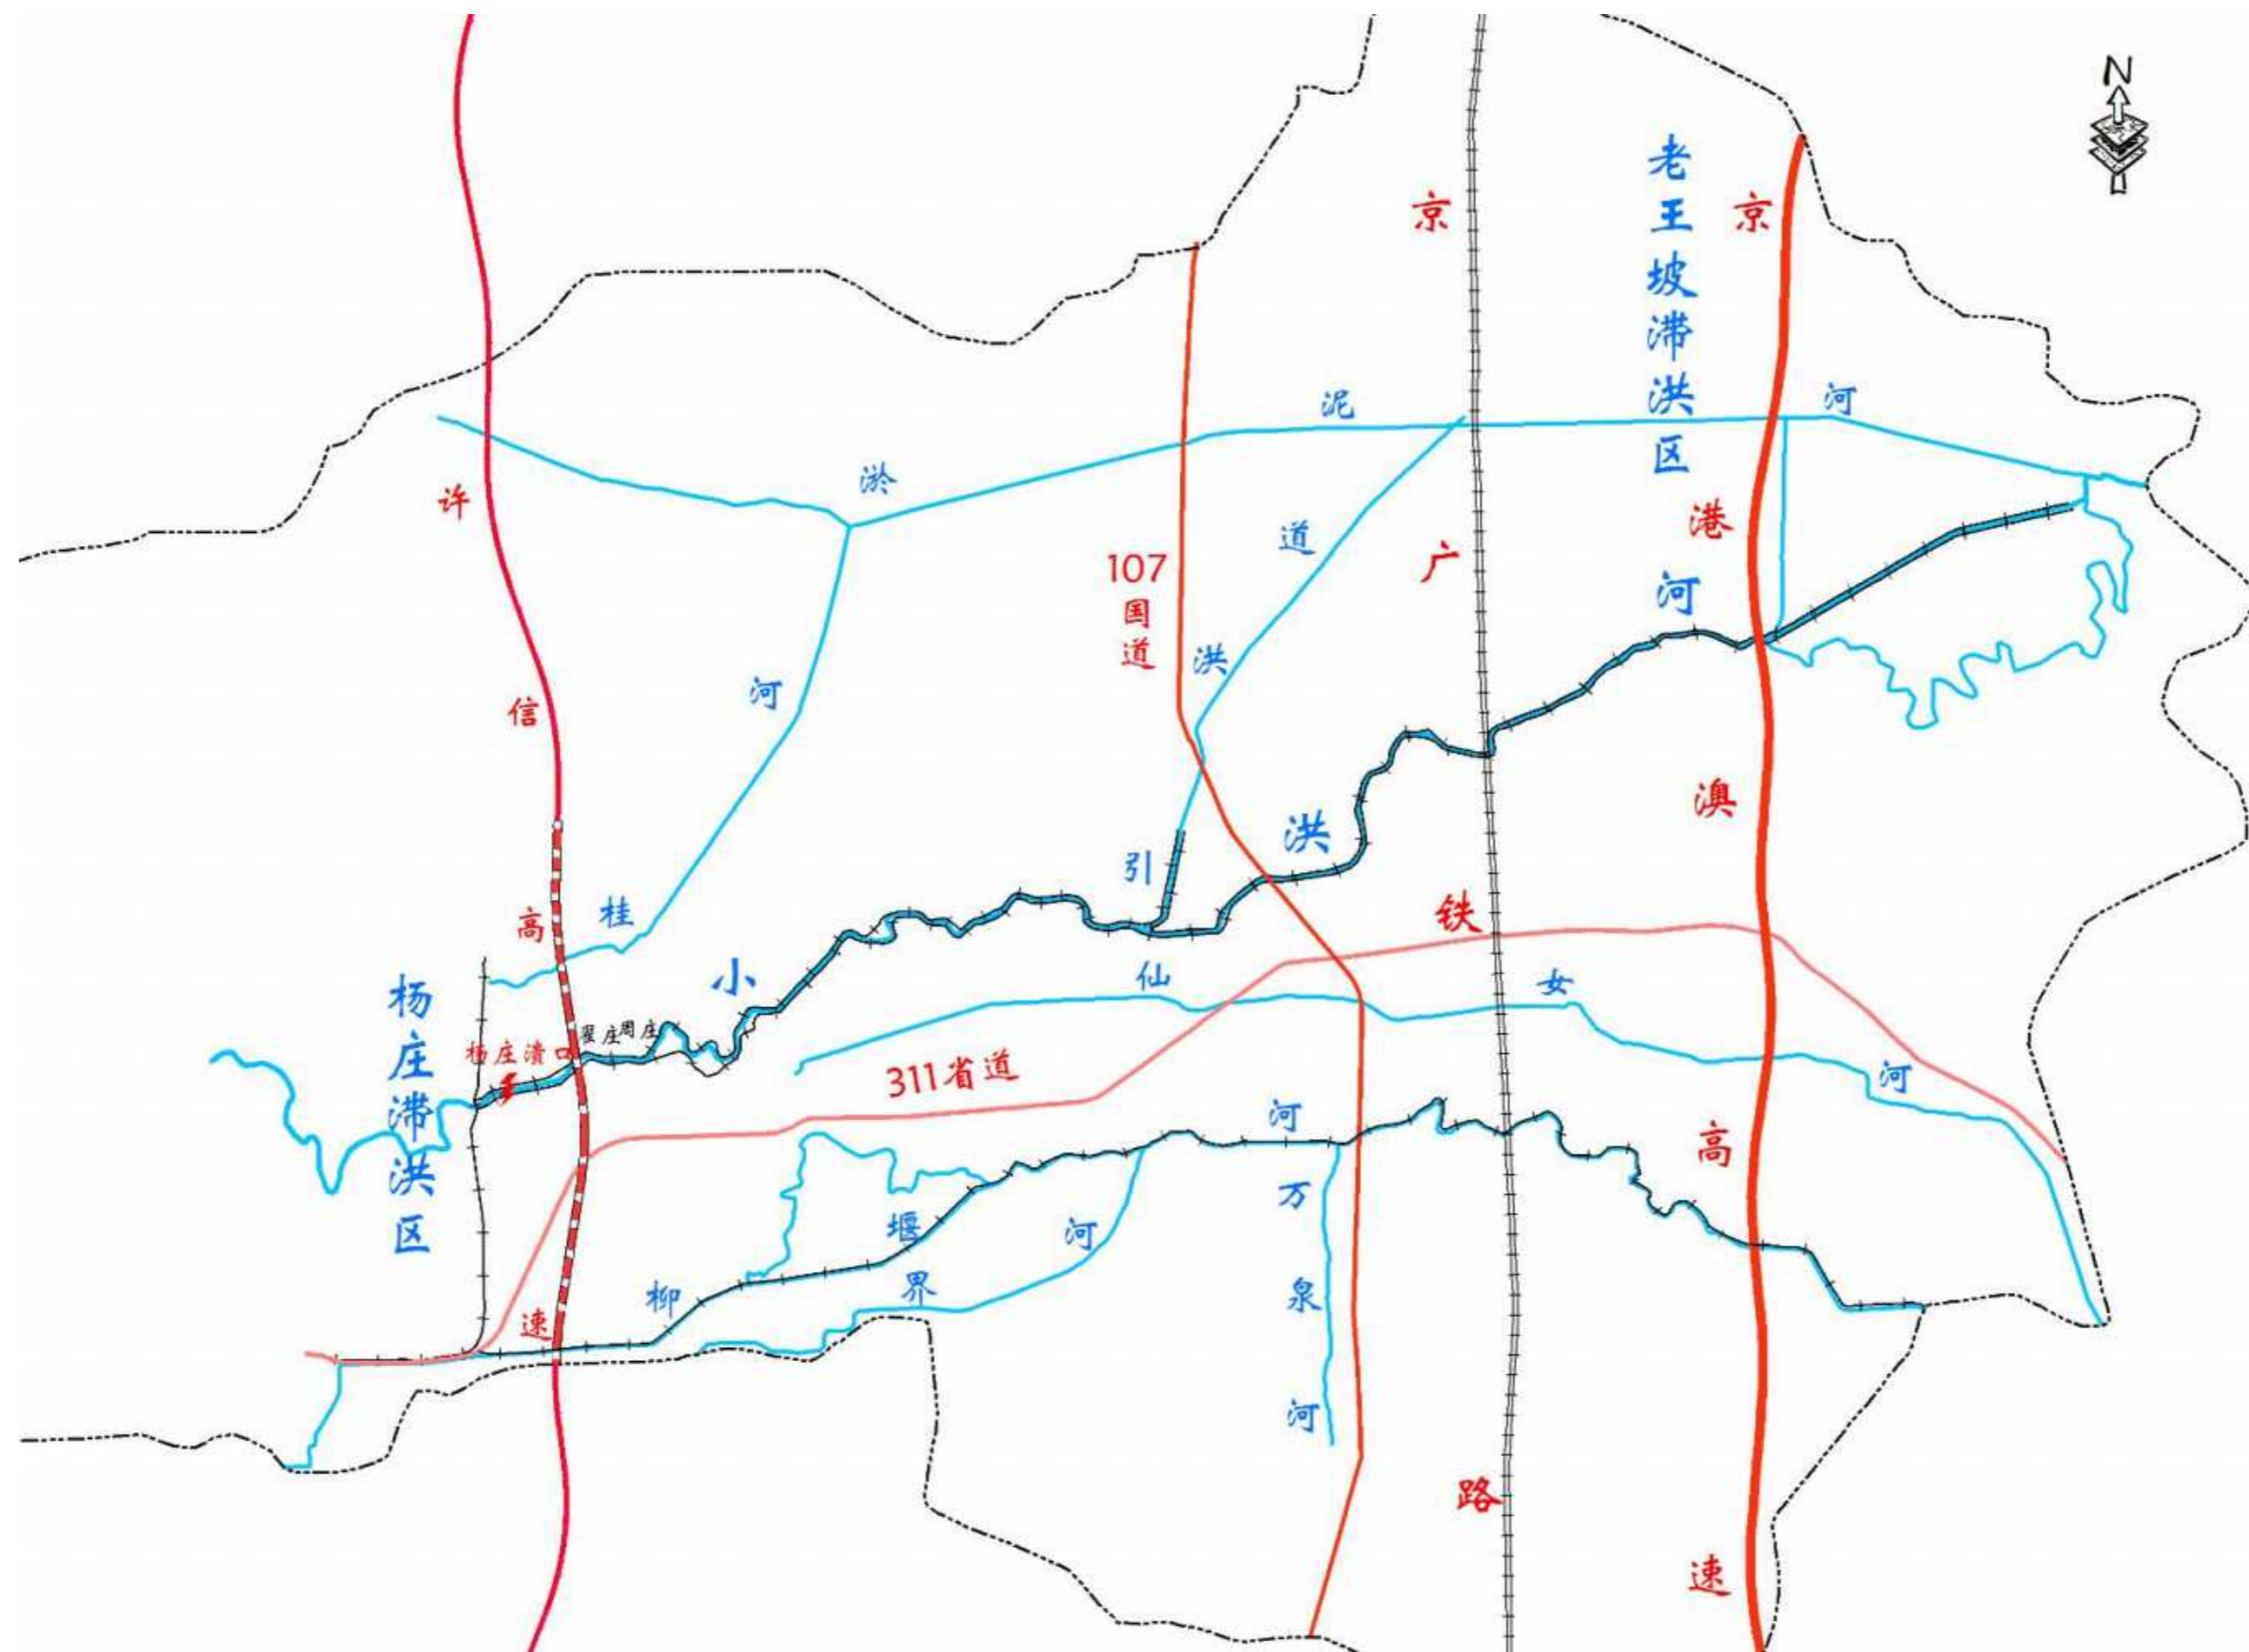 N
老王坡滞洪区
京广铁路
京港澳高速
许信高速
淤泥河
107
国道
引洪道
桂河
小洪河
杨庄滞洪区
杨庄溃口
翟庄
周庄
仙女河
311省道
柳堰河
界河
万泉河